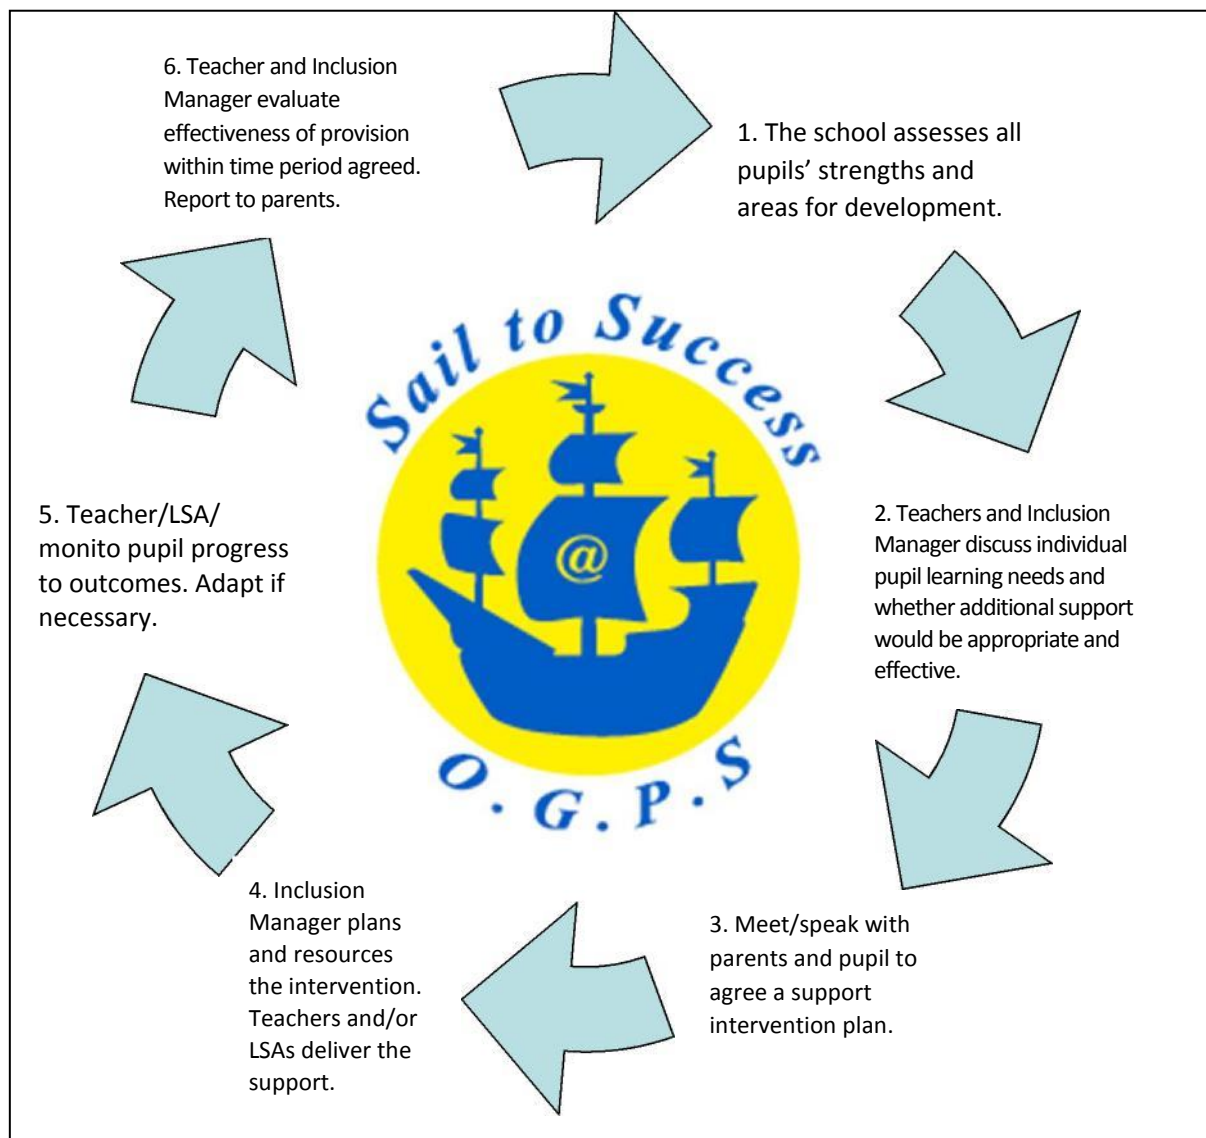 6. Teacher and Inclusion
Manager evaluate
effectiveness of provision
within time period agreed.
Report to parents.
1. The school assesses all
pupils’ strengths and
areas for development.
Sail to Success
@
O.G.P.S
2. Teachers and Inclusion
Manager discuss individual
pupil learning needs and
whether additional support
would be appropriate and
effective.
3. Meet/speak with
parents and pupil to
agree a support
intervention plan.
4. Inclusion
Manager plans
and resources
the intervention.
Teachers and/or
LSAs deliver the
support.
5. Teacher/LSA/
monito pupil progress
to outcomes. Adapt if
necessary.